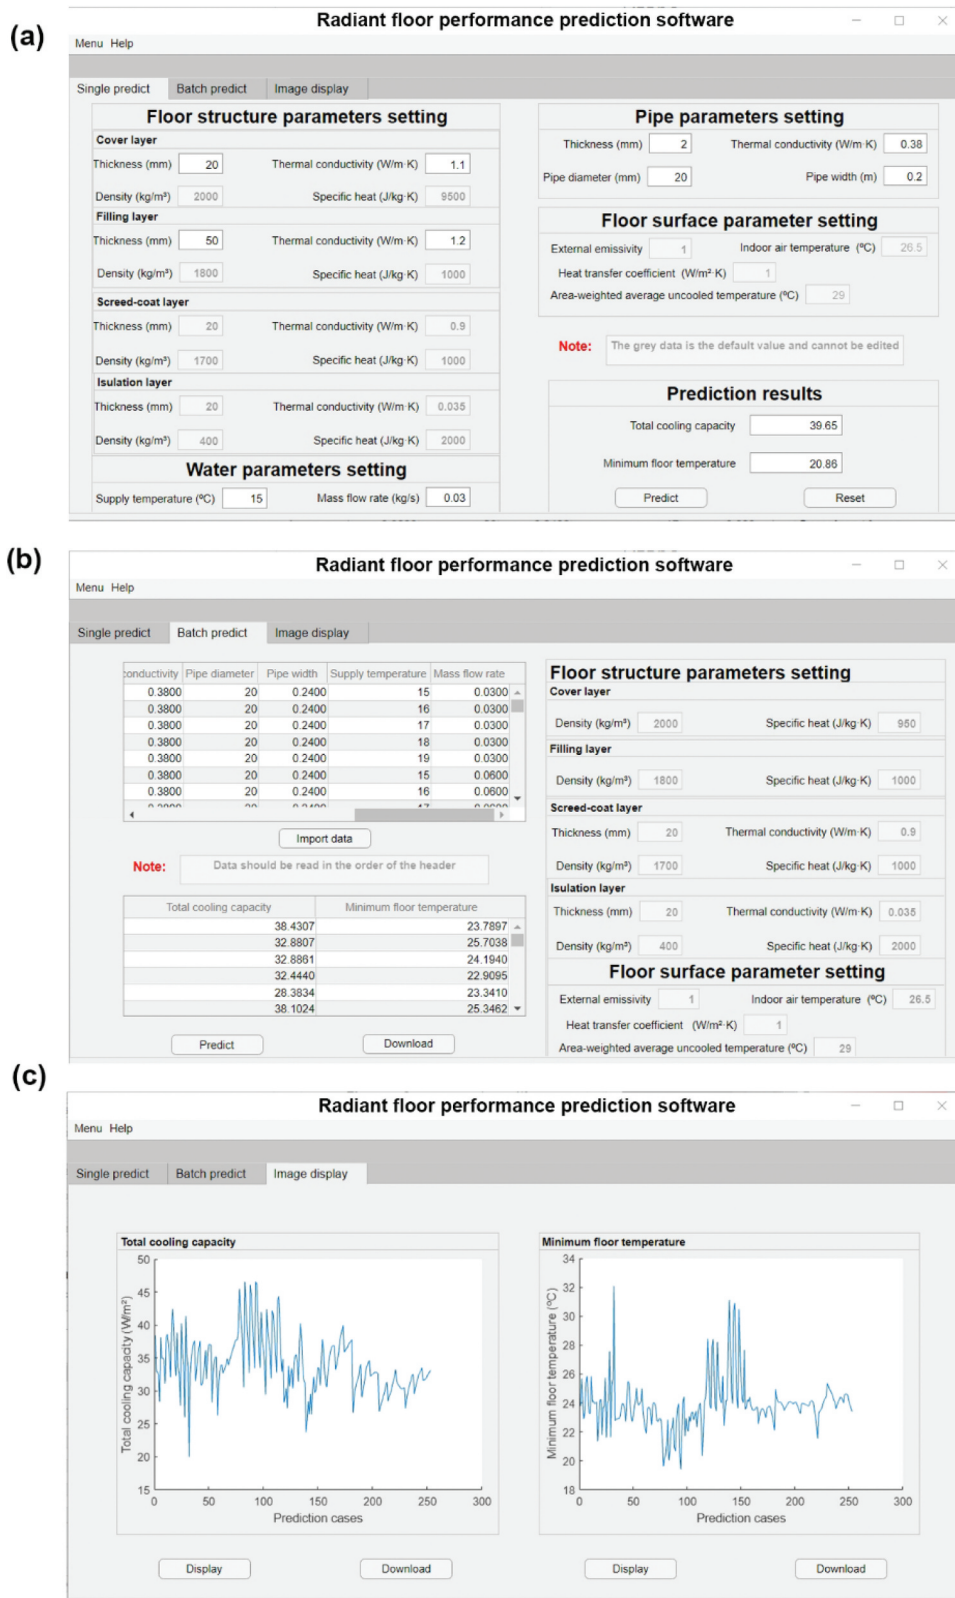 (a)
Radiant floor performance prediction software
Menu Help
Single predict Batch predict Image display
Floor structure parameters setting
Cover layer
Thickness (mm) 20 Thermal conductivity (W/m·K) 1.1
Density (kg/m³) 2000 Specific heat (J/kg·K) 9500
Filling layer
Thickness (mm) 50 Thermal conductivity (W/m·K) 1.2
Density (kg/m³) 1800 Specific heat (J/kg·K) 1000
Screed-coat layer
Thickness (mm) 20 Thermal conductivity (W/m·K) 0.9
Density (kg/m³) 1700 Specific heat (J/kg·K) 1000
Isulation layer
Thickness (mm) 20 Thermal conductivity (W/m·K) 0.035
Density (kg/m³) 400 Specific heat (J/kg·K) 2000
Water parameters setting
Supply temperature (ºC) 15 Mass flow rate (kg/s) 0.03
Pipe parameters setting
Thickness (mm) 2 Thermal conductivity (W/m·K) 0.38
Pipe diameter (mm) 20 Pipe width (m) 0.2
Floor surface parameter setting
External emissivity 1 Indoor air temperature (ºC) 26.5
Heat transfer coefficient (W/m²·K) 1
Area-weighted average uncooled temperature (ºC) 29
Note: The grey data is the default value and cannot be edited
Prediction results
Total cooling capacity 39.65
Minimum floor temperature 20.86
Predict Reset
(b)
Radiant floor performance prediction software
Menu Help
Single predict Batch predict Image display
conductivity Pipe diameter Pipe width Supply temperature Mass flow rate
0.3800 20 0.2400 15 0.0300
0.3800 20 0.2400 16 0.0300
0.3800 20 0.2400 17 0.0300
0.3800 20 0.2400 18 0.0300
0.3800 20 0.2400 19 0.0300
0.3800 20 0.2400 15 0.0600
0.3800 20 0.2400 16 0.0600
Import data
Note: Data should be read in the order of the header
Total cooling capacity Minimum floor temperature
38.4307 23.7897
32.8807 25.7038
32.8861 24.1940
32.4440 22.9095
28.3834 23.3410
38.1024 25.3462
Predict Download
Floor structure parameters setting
Cover layer
Density (kg/m³) 2000 Specific heat (J/kg·K) 950
Filling layer
Density (kg/m³) 1800 Specific heat (J/kg·K) 1000
Screed-coat layer
Thickness (mm) 20 Thermal conductivity (W/m·K) 0.9
Density (kg/m³) 1700 Specific heat (J/kg·K) 1000
Isulation layer
Thickness (mm) 20 Thermal conductivity (W/m·K) 0.035
Density (kg/m³) 400 Specific heat (J/kg·K) 2000
Floor surface parameter setting
External emissivity 1 Indoor air temperature (ºC) 26.5
Heat transfer coefficient (W/m²·K) 1
Area-weighted average uncooled temperature (ºC) 29
(c)
Radiant floor performance prediction software
Menu Help
Single predict Batch predict Image display
Total cooling capacity
Total cooling capacity (W/m²)
50
45
40
35
30
25
20
15
0 50 100 150 200 250 300
Prediction cases
Display Download
Minimum floor temperature
Minimum floor temperature (ºC)
34
32
30
28
26
24
22
20
18
0 50 100 150 200 250 300
Prediction cases
Display Download